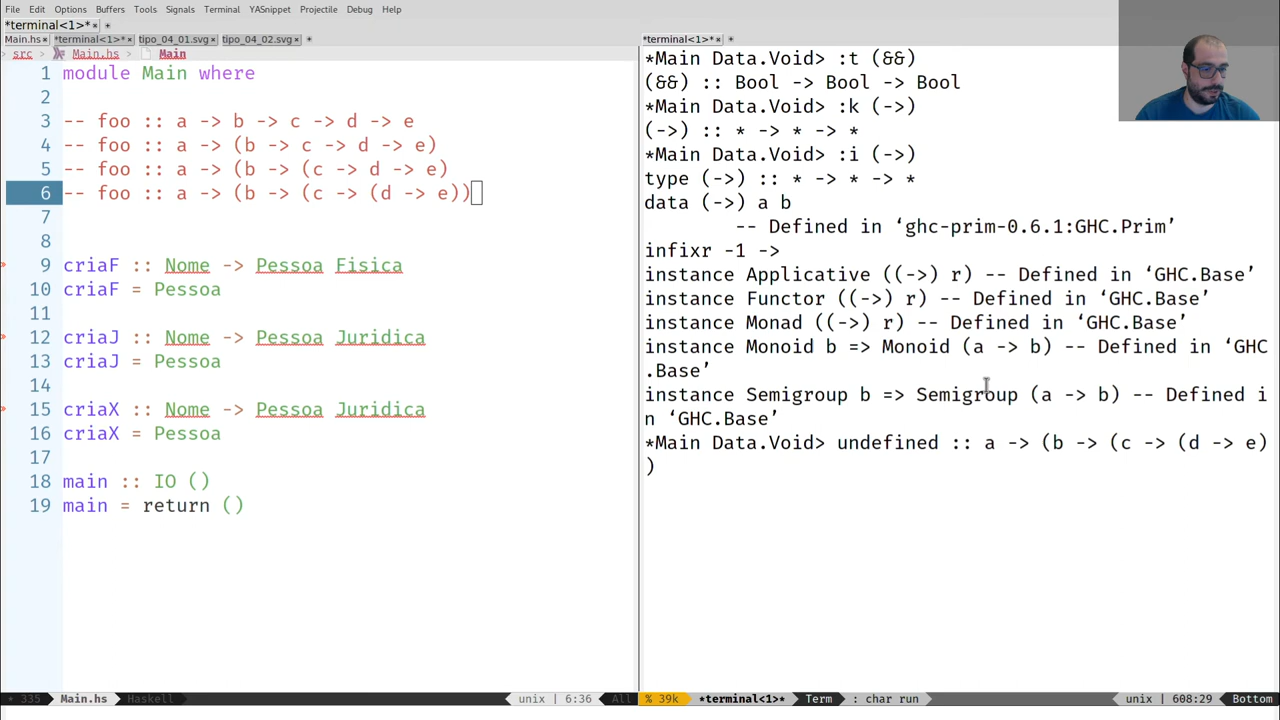 File Edit Options Buffers Tools Signals Terminal YASnippet Projectile Debug Help
*terminal<1>*
Main.hs *terminal<1>* tipo_04_01.svg tipo_04_02.svg
src › Main.hs › Main
1 module Main where
2
3 -- foo :: a -> b -> c -> d -> e
4 -- foo :: a -> (b -> c -> d -> e)
5 -- foo :: a -> (b -> (c -> d -> e)
6 -- foo :: a -> (b -> (c -> (d -> e))
7
8
9 criaF :: Nome -> Pessoa Fisica
10 criaF = Pessoa
11
12 criaJ :: Nome -> Pessoa Juridica
13 criaJ = Pessoa
14
15 criaX :: Nome -> Pessoa Juridica
16 criaX = Pessoa
17
18 main :: IO ()
19 main = return ()
335 Main.hs Haskell unix | 6:36 All
*terminal<1>*
*Main Data.Void> :t (&&)
(&&) :: Bool -> Bool -> Bool
*Main Data.Void> :k (->)
(->) :: * -> * -> *
*Main Data.Void> :i (->)
type (->) :: * -> * -> *
data (->) a b
-- Defined in ‘ghc-prim-0.6.1:GHC.Prim’
infixr -1 ->
instance Applicative ((->) r) -- Defined in ‘GHC.Base’
instance Functor ((->) r) -- Defined in ‘GHC.Base’
instance Monad ((->) r) -- Defined in ‘GHC.Base’
instance Monoid b => Monoid (a -> b) -- Defined in ‘GHC
.Base’
instance Semigroup b => Semigroup (a -> b) -- Defined i
n ‘GHC.Base’
*Main Data.Void> undefined :: a -> (b -> (c -> (d -> e)
)
% 39k *terminal<1>* Term : char run unix | 608:29 Bottom